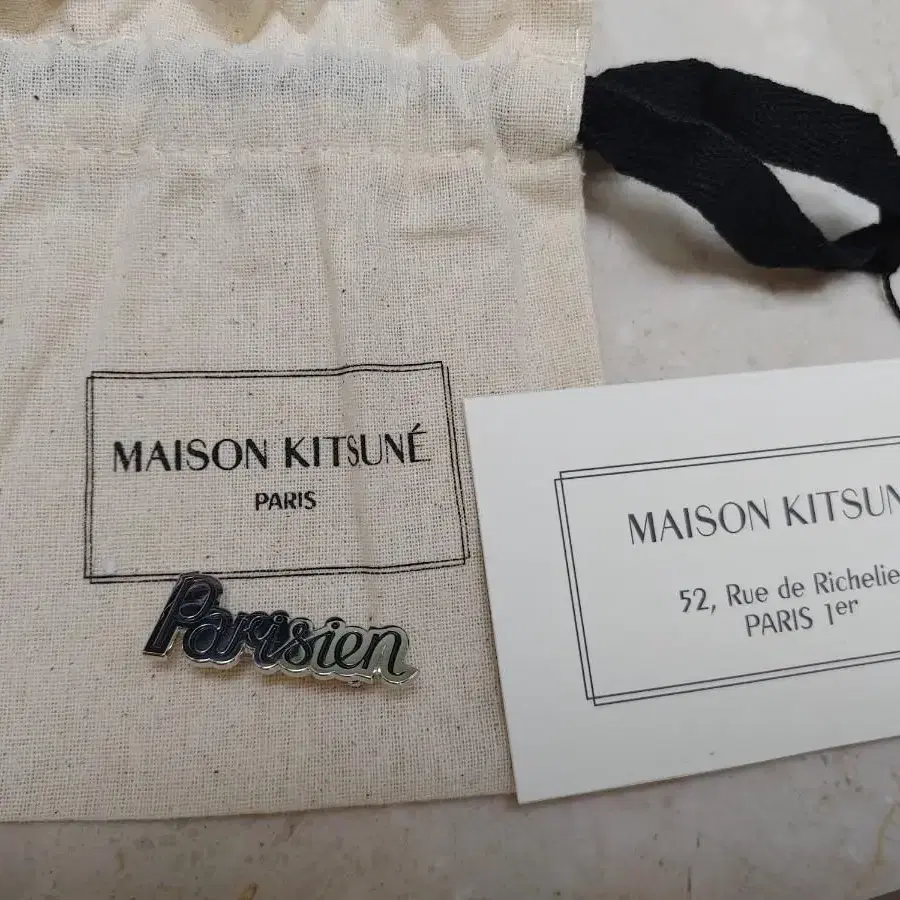 MAISON KITSUNÉ
PARIS
Parisien
MAISON KITSUN
52, Rue de Richelie
PARIS 1er